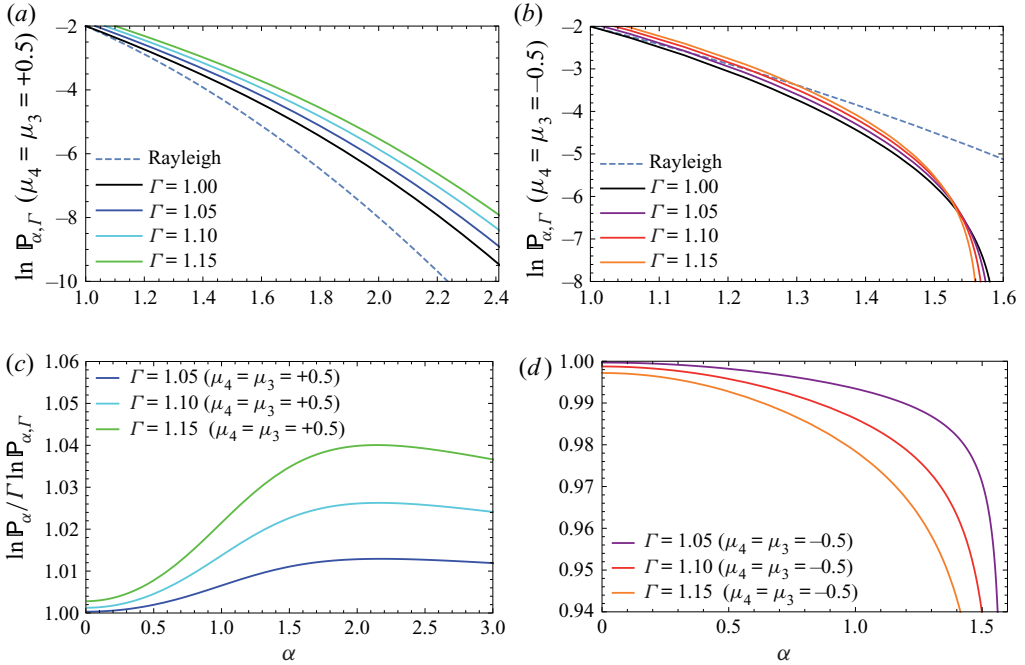 (a)
ln ℙα,Γ (μ4 = μ3 = +0.5)
−2
−4
−6
−8
−10
Rayleigh
Γ = 1.00
Γ = 1.05
Γ = 1.10
Γ = 1.15
1.0 1.2 1.4 1.6 1.8 2.0 2.2 2.4
(b)
ln ℙα,Γ (μ4 = μ3 = −0.5)
−2
−3
−4
−5
−6
−7
−8
Rayleigh
Γ = 1.00
Γ = 1.05
Γ = 1.10
Γ = 1.15
1.0 1.1 1.2 1.3 1.4 1.5 1.6
(c)
ln ℙα / Γ ln ℙα,Γ
1.06
1.05
1.04
1.03
1.02
1.01
1.00
Γ = 1.05 (μ4 = μ3 = +0.5)
Γ = 1.10 (μ4 = μ3 = +0.5)
Γ = 1.15 (μ4 = μ3 = +0.5)
0 0.5 1.0 1.5 2.0 2.5 3.0
α
(d)
1.00
0.99
0.98
0.97
0.96
0.95
0.94
Γ = 1.05 (μ4 = μ3 = −0.5)
Γ = 1.10 (μ4 = μ3 = −0.5)
Γ = 1.15 (μ4 = μ3 = −0.5)
0 0.5 1.0 1.5
α